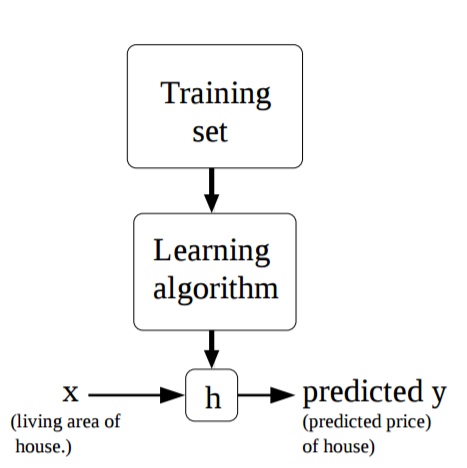 Training
set
Learning
algorithm
x
h
predicted y
(living area of
house.)
(predicted price)
of house)